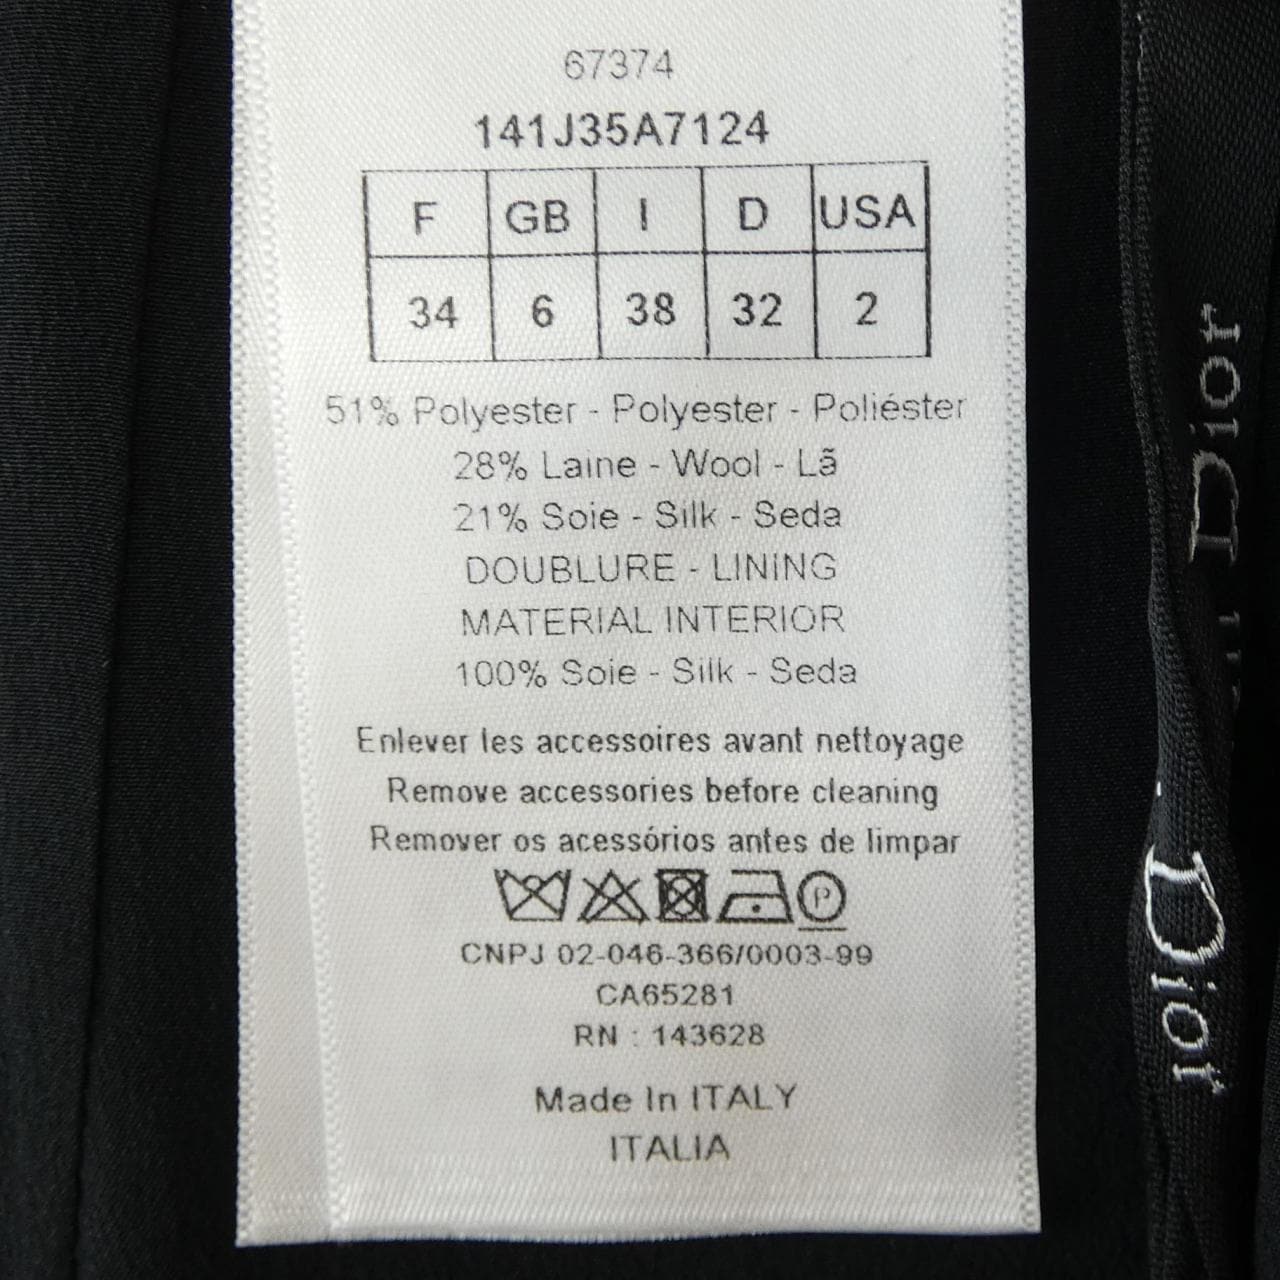 67374
141J35A7124
F GB I D USA
34 6 38 32 2
51% Polyester - Polyester - Poliéster
28% Laine - Wool - Lã
21% Soie - Silk - Seda
DOUBLURE - LINING
MATERIAL INTERIOR
100% Soie - Silk - Seda
Enlever les accessoires avant nettoyage
Remove accessories before cleaning
Remover os acessórios antes de limpar
P
CNPJ 02-046-366/0003-99
CA65281
RN : 143628
Made In ITALY
ITALIA
Dior
Dior